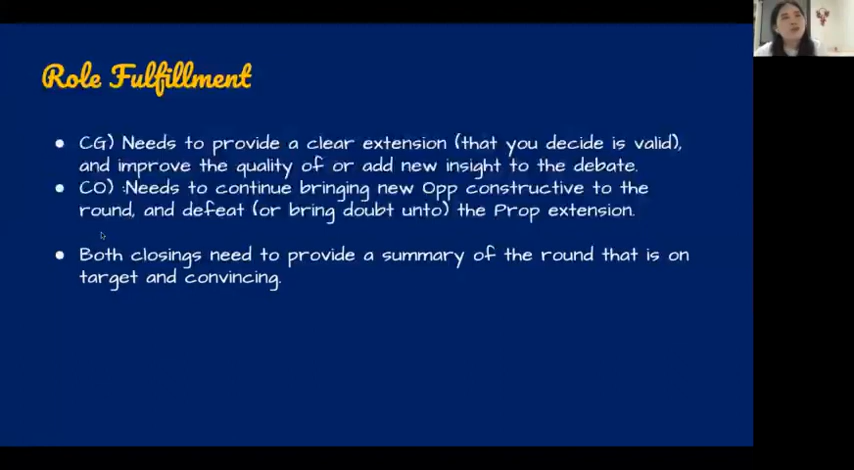 Role Fulfillment
● CG) Needs to provide a clear extension (that you decide is valid),
and improve the quality of or add new insight to the debate.
● CO) :Needs to continue bringing new Opp constructive to the
round, and defeat (or bring doubt unto) the Prop extension.
● Both closings need to provide a summary of the round that is on
target and convincing.